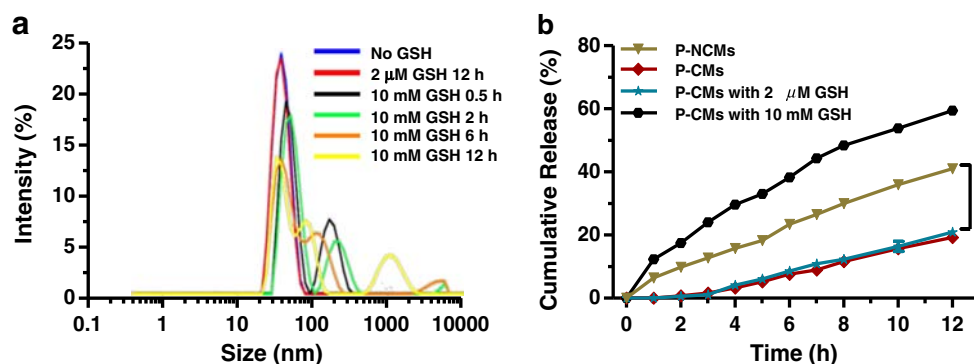 a
Intensity (%)
25
20
15
10
5
0
No GSH
2 μM GSH 12 h
10 mM GSH 0.5 h
10 mM GSH 2 h
10 mM GSH 6 h
10 mM GSH 12 h
0.1 1 10 100 1000 10000
Size (nm)
b
Cumulative Release (%)
80
60
40
20
0
P-NCMs
P-CMs
P-CMs with 2 μM GSH
P-CMs with 10 mM GSH
0 2 4 6 8 10 12
Time (h)